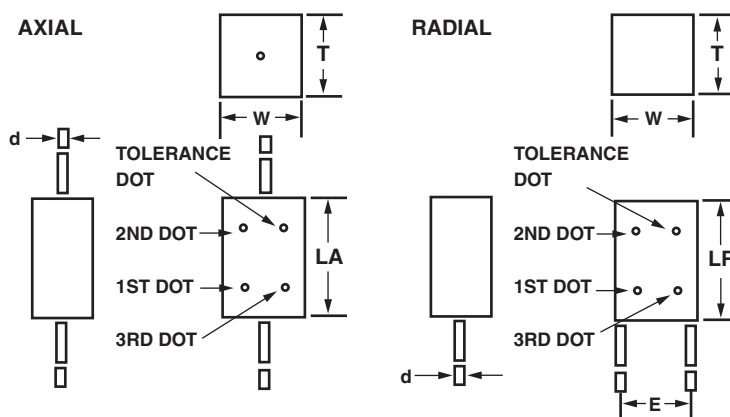 AXIAL
T
W
d
TOLERANCE
DOT
2ND DOT
1ST DOT
3RD DOT
LA
RADIAL
T
W
TOLERANCE
DOT
2ND DOT
1ST DOT
3RD DOT
d
E